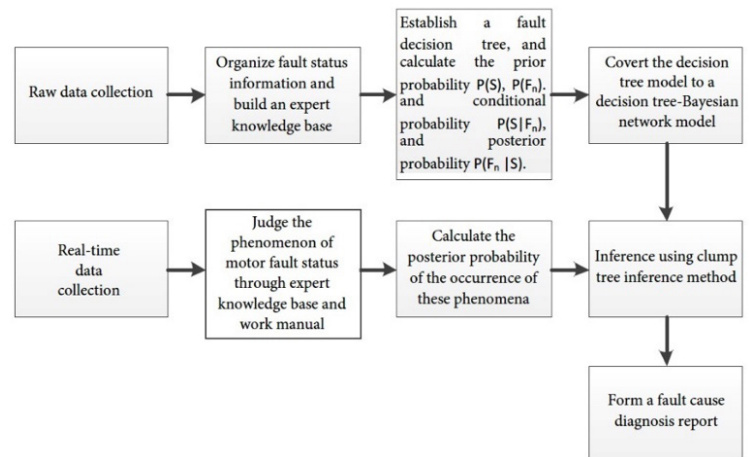 Raw data collection
Organize fault status
information and
build an expert
knowledge base
Establish a fault
decision tree, and
calculate the prior
probability P(S), P(Fₙ).
and conditional
probability P(S|Fₙ),
and posterior
probability P(Fₙ |S).
Covert the decision
tree model to a
decision tree-Bayesian
network model
Real-time
data
collection
Judge the
phenomenon of
motor fault status
through expert
knowledge base and
work manual
Calculate the
posterior probability
of the occurrence of
these phenomena
Inference using clump
tree inference method
Form a fault cause
diagnosis report